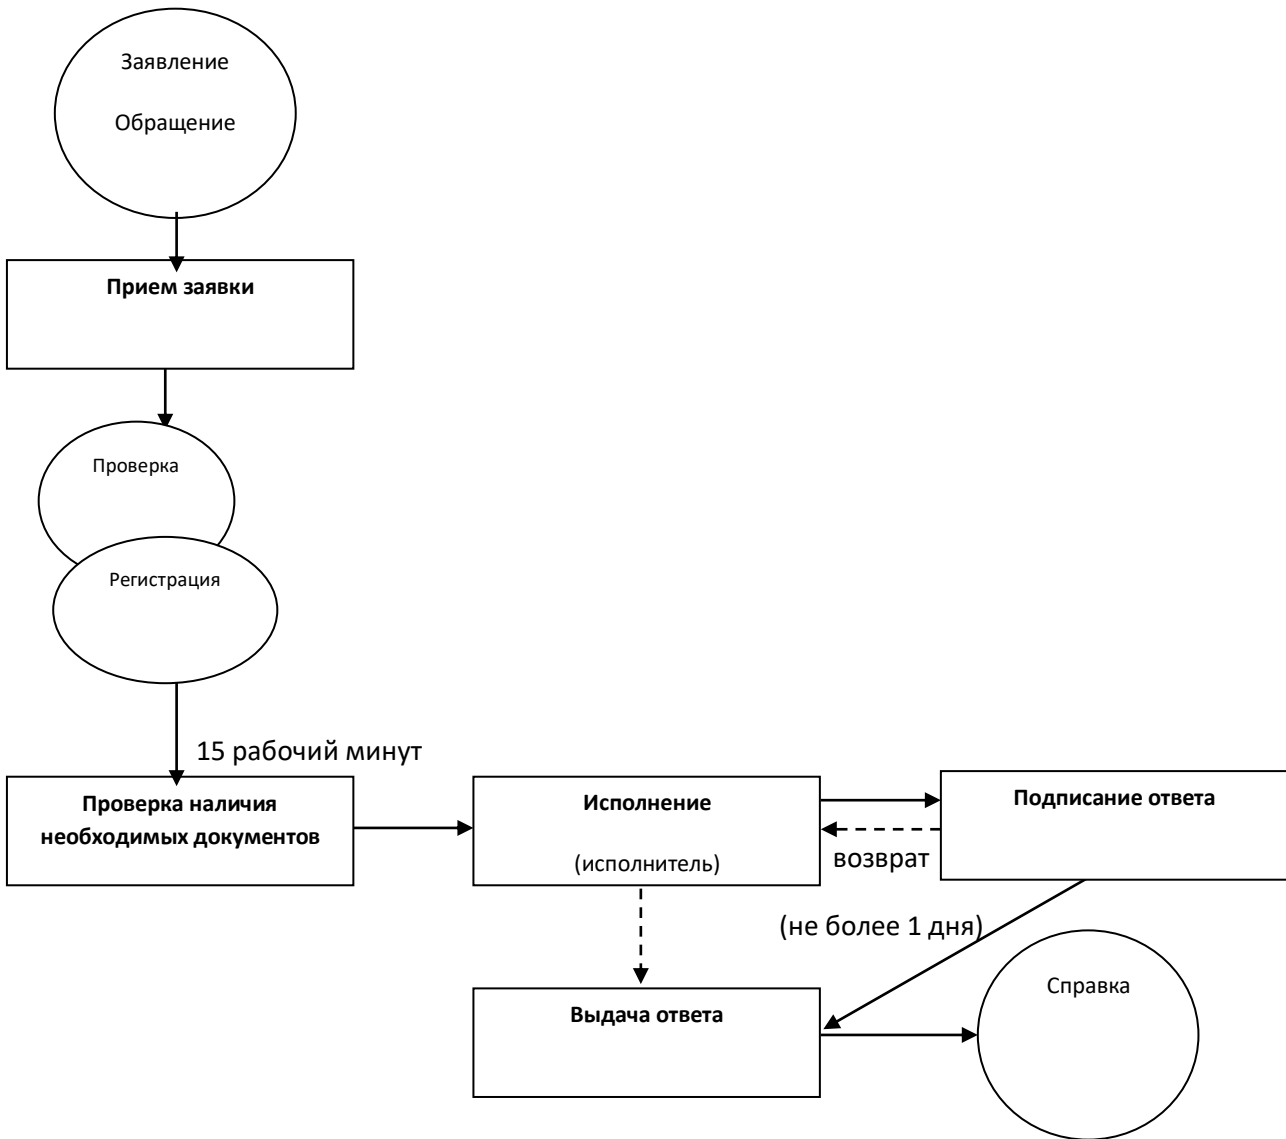 Заявление
Обращение
Прием заявки
Проверка
Регистрация
15 рабочий минут
Проверка наличия
необходимых документов
Исполнение
(исполнитель)
Подписание ответа
возврат
(не более 1 дня)
Выдача ответа
Справка